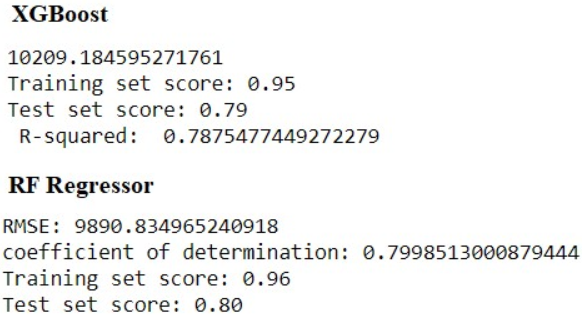 XGBoost
10209.184595271761
Training set score: 0.95
Test set score: 0.79
R-squared:  0.7875477449272279
RF Regressor
RMSE: 9890.834965240918
coefficient of determination: 0.7998513000879444
Training set score: 0.96
Test set score: 0.80